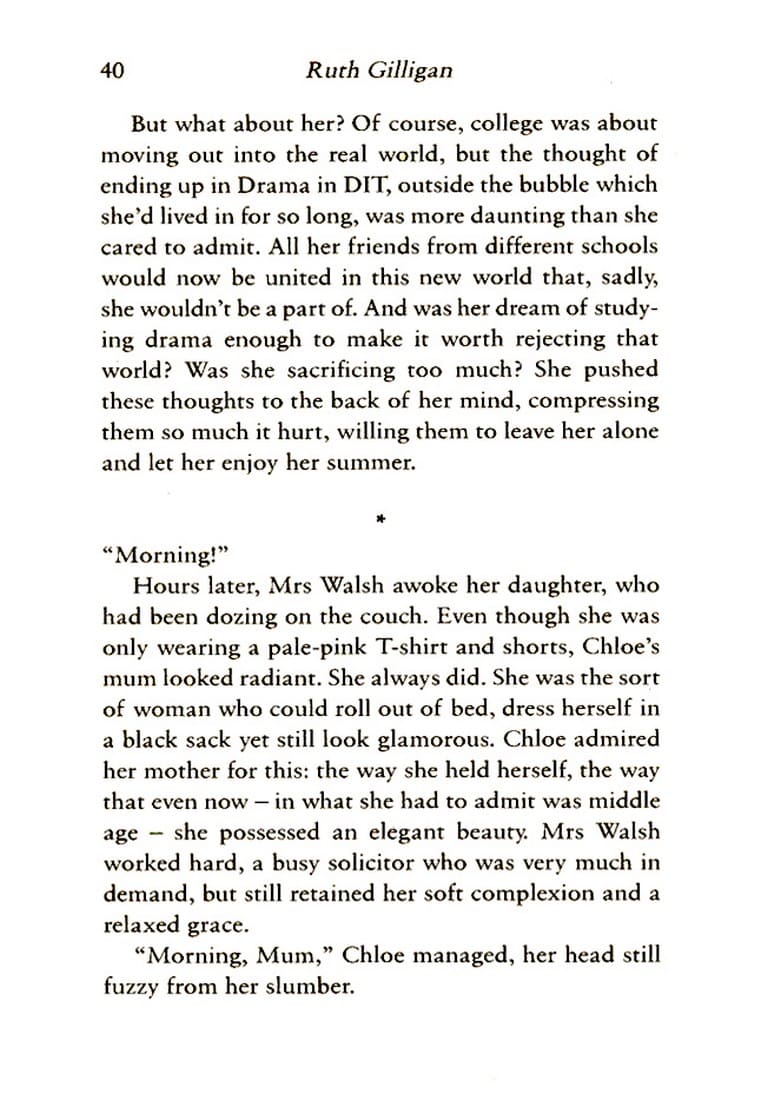 40 Ruth Gilligan
But what about her? Of course, college was about
moving out into the real world, but the thought of
ending up in Drama in DIT, outside the bubble which
she’d lived in for so long, was more daunting than she
cared to admit. All her friends from different schools
would now be united in this new world that, sadly,
she wouldn’t be a part of. And was her dream of study-
ing drama enough to make it worth rejecting that
world? Was she sacrificing too much? She pushed
these thoughts to the back of her mind, compressing
them so much it hurt, willing them to leave her alone
and let her enjoy her summer.
*
“Morning!”
Hours later, Mrs Walsh awoke her daughter, who
had been dozing on the couch. Even though she was
only wearing a pale-pink T-shirt and shorts, Chloe’s
mum looked radiant. She always did. She was the sort
of woman who could roll out of bed, dress herself in
a black sack yet still look glamorous. Chloe admired
her mother for this: the way she held herself, the way
that even now – in what she had to admit was middle
age – she possessed an elegant beauty. Mrs Walsh
worked hard, a busy solicitor who was very much in
demand, but still retained her soft complexion and a
relaxed grace.
“Morning, Mum,” Chloe managed, her head still
fuzzy from her slumber.